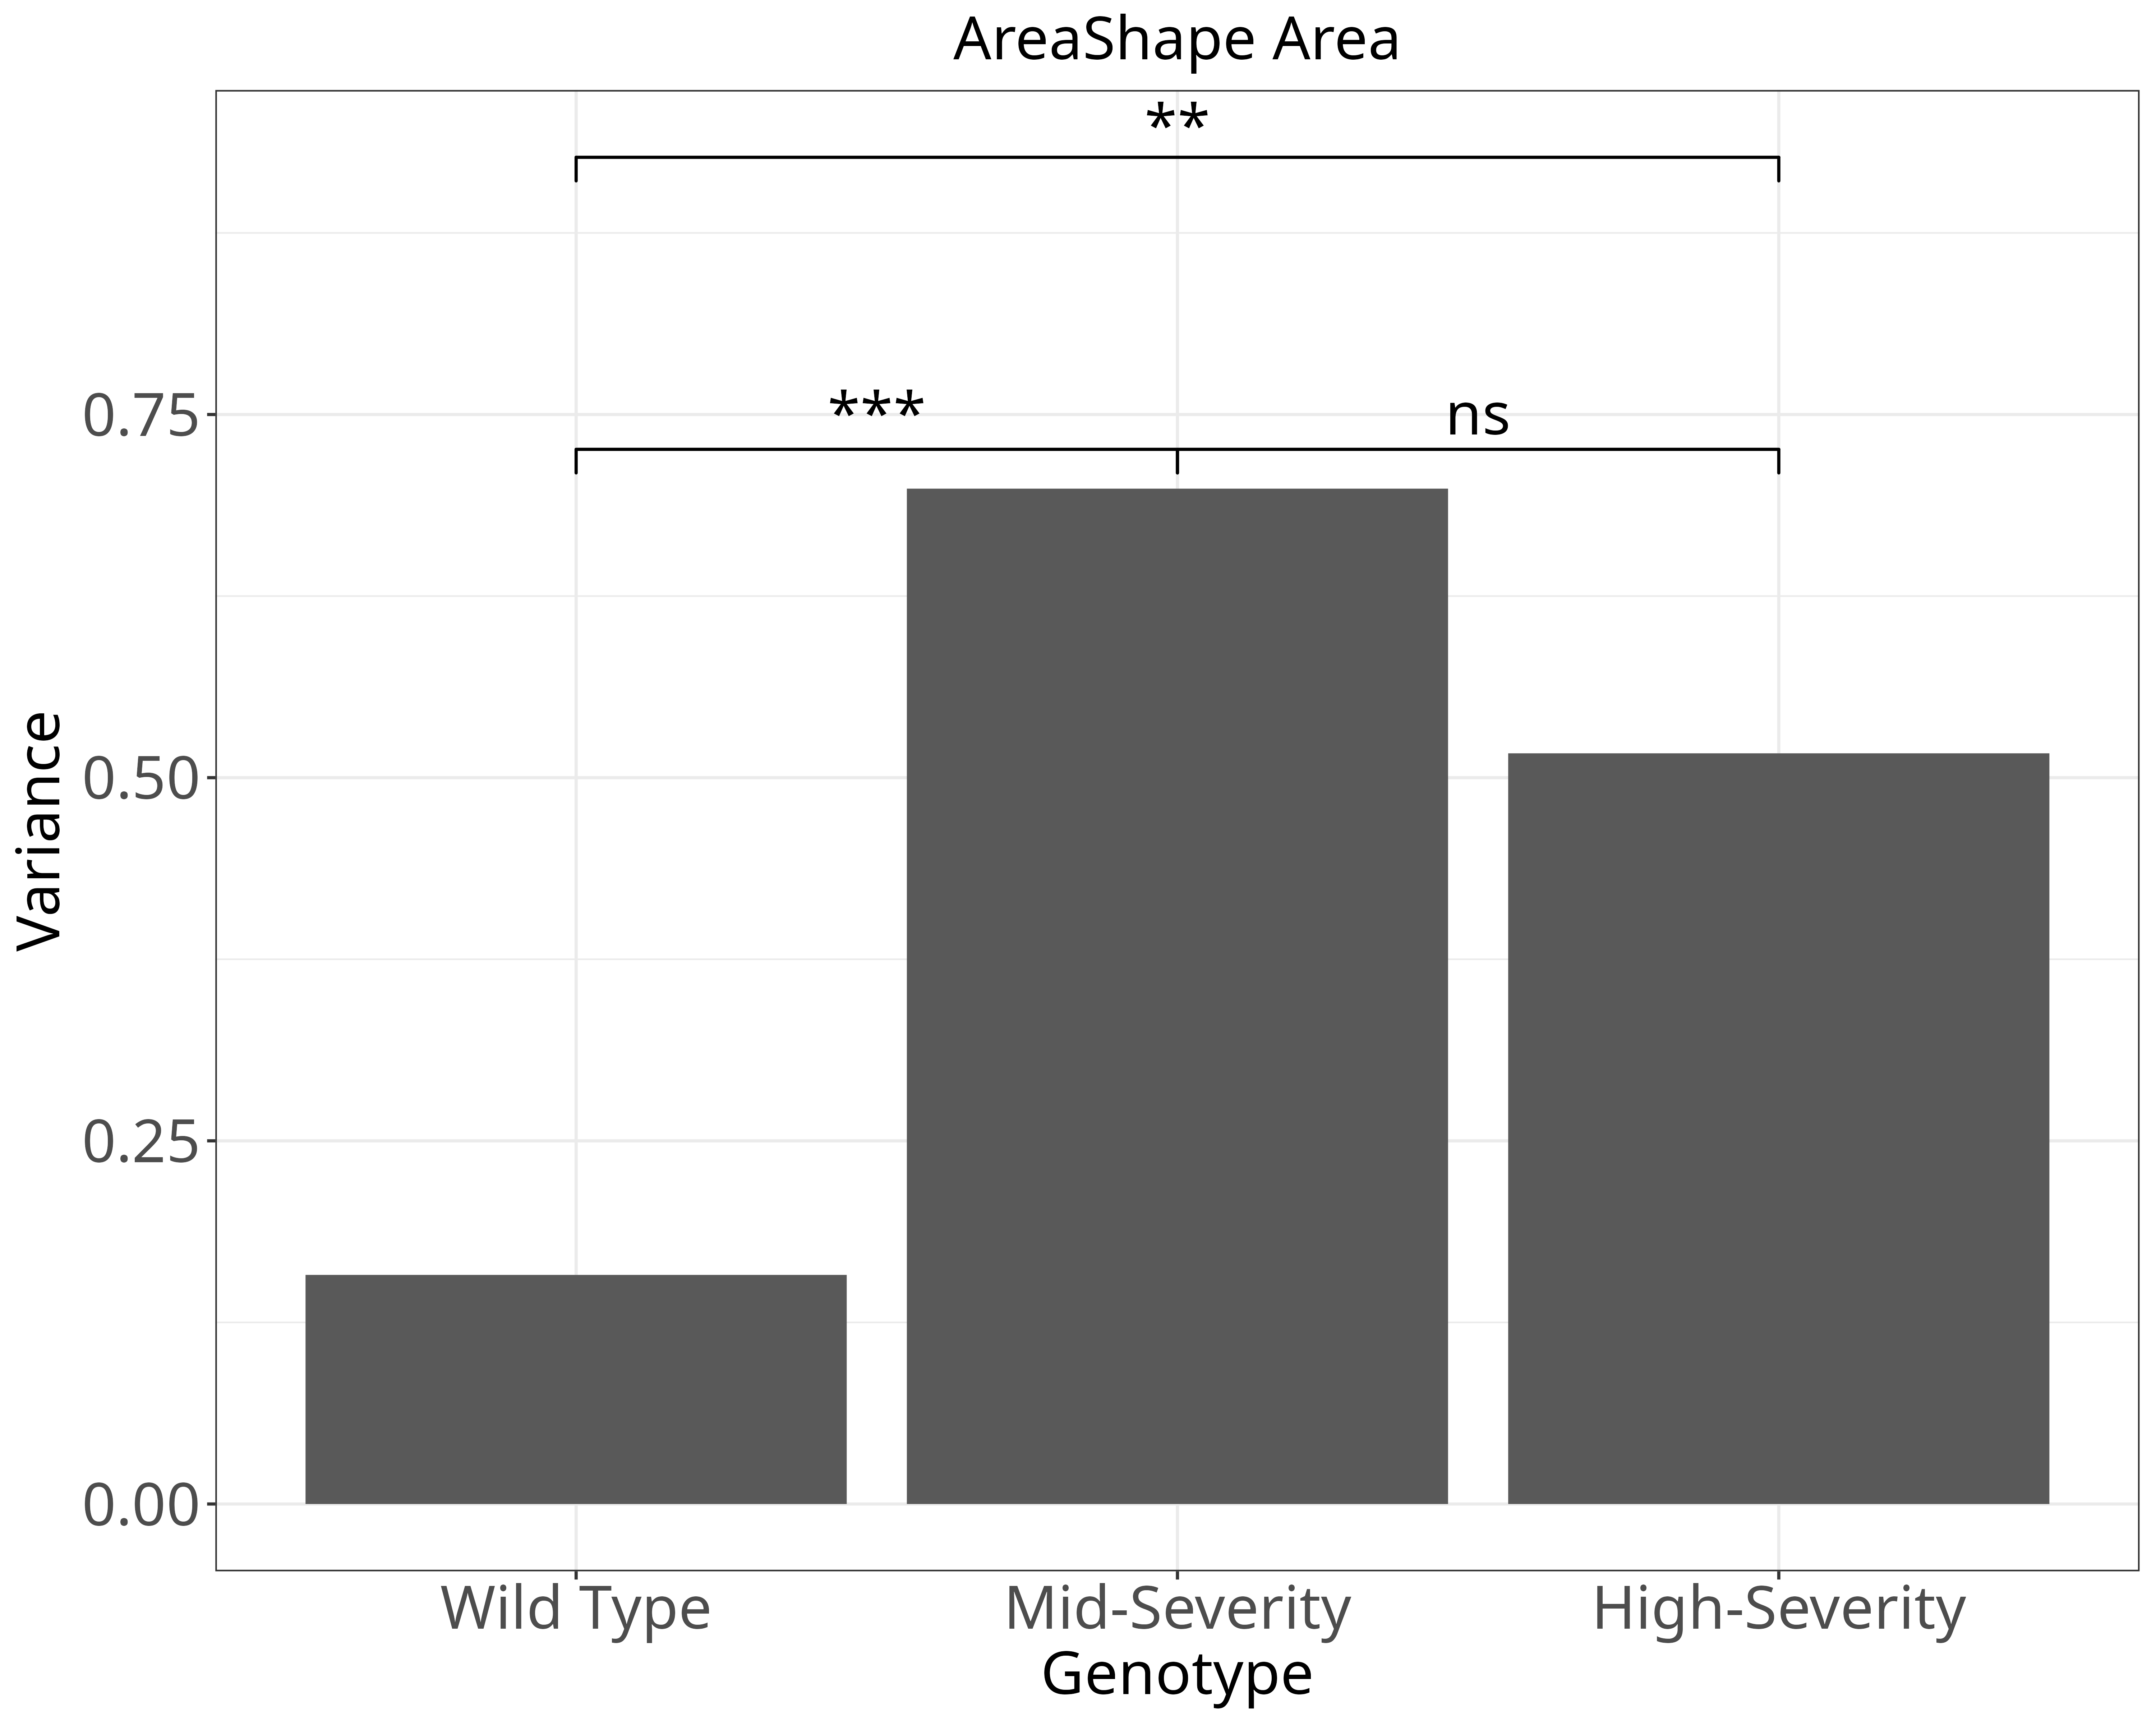 AreaShape Area
**
*** ns
0.75
0.50
0.25
0.00
Variance
Wild Type Mid-Severity High-Severity
Genotype